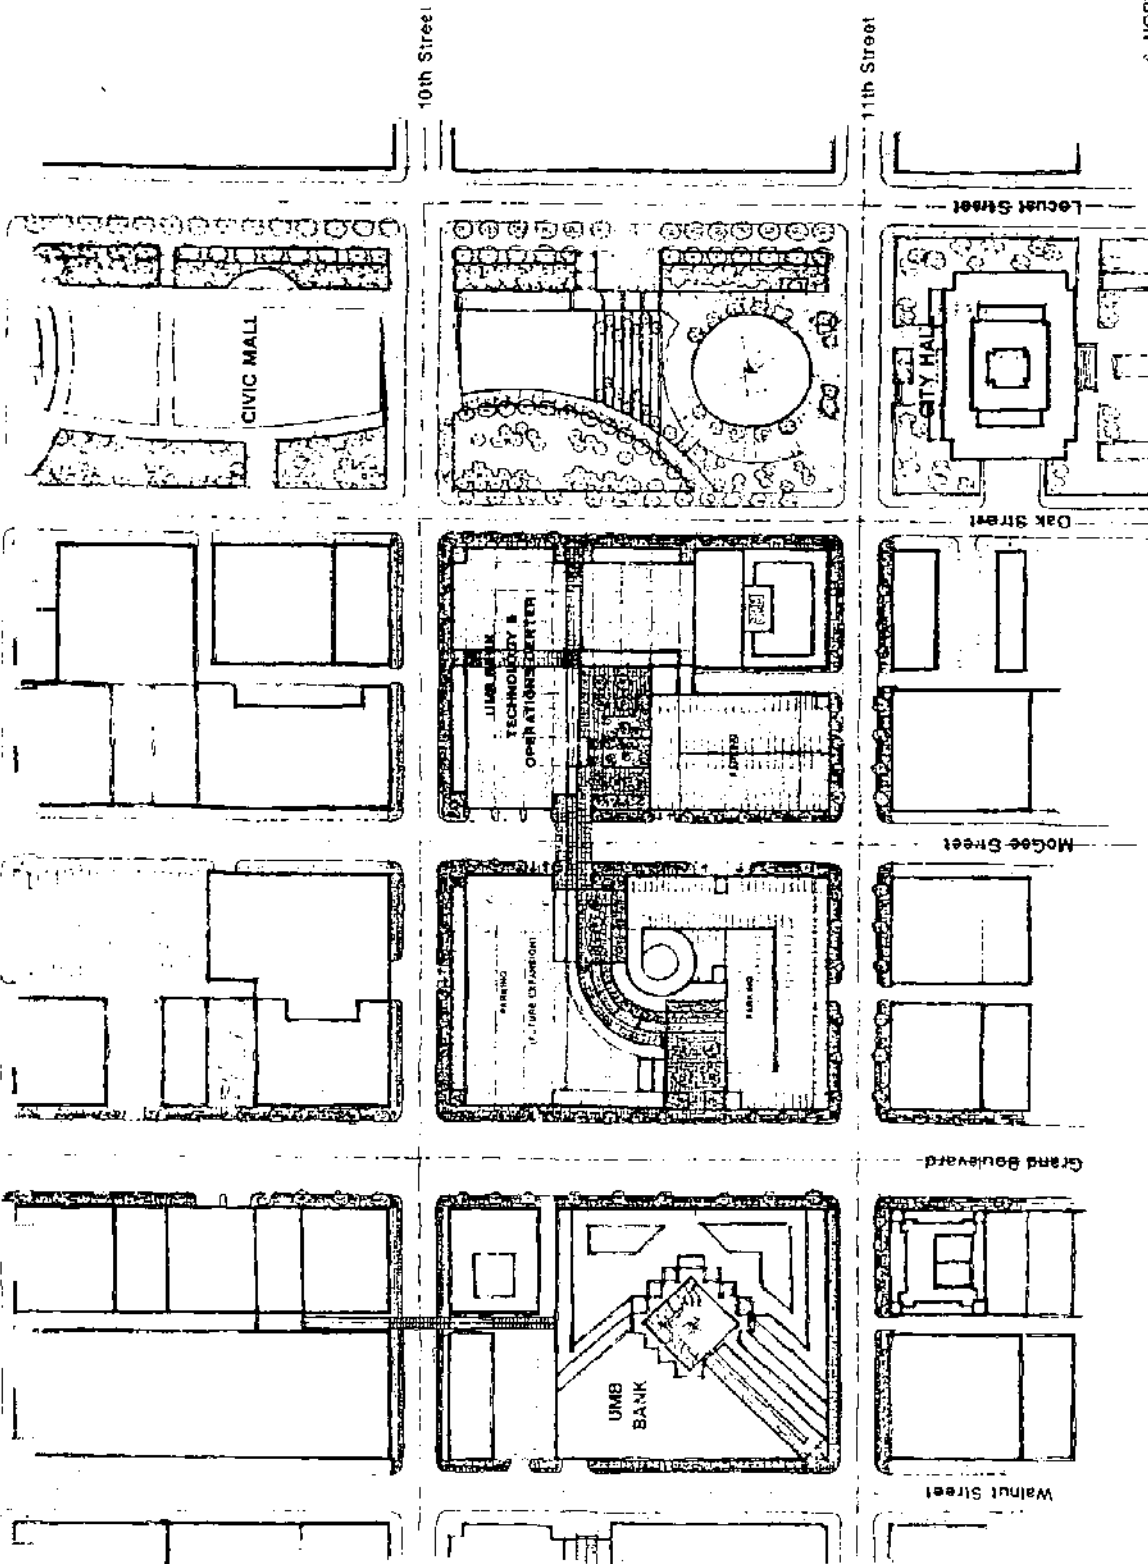 10th Street
11th Street
Locust Street
CIVIC MALL
CITY HALL
Oak Street
UMB BANK
TECHNOLOGY &
OPERATIONS CENTER
PARKING
McGee Street
PARKING
(FUTURE EXPANSION)
PARKING
Grand Boulevard
UMB
BANK
Walnut Street